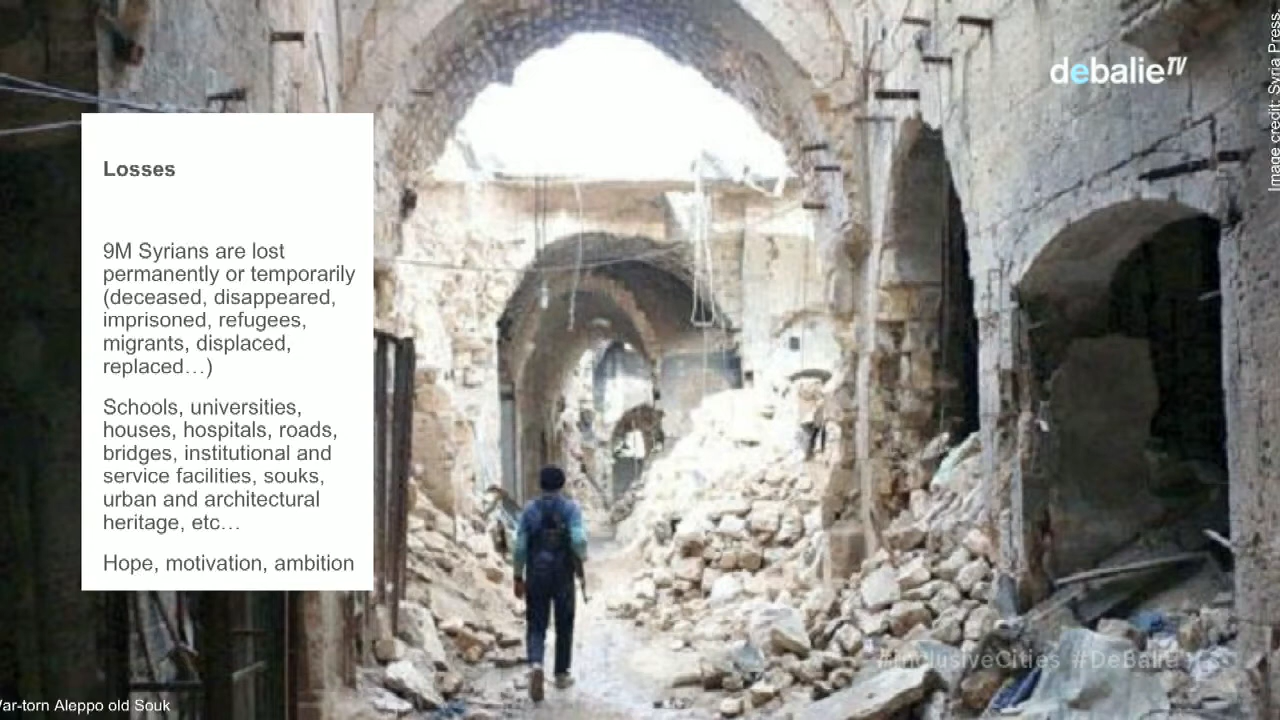 debalieTV
Image credit: Syria Press.
Losses
9M Syrians are lost
permanently or temporarily
(deceased, disappeared,
imprisoned, refugees,
migrants, displaced,
replaced…)
Schools, universities,
houses, hospitals, roads,
bridges, institutional and
service facilities, souks,
urban and architectural
heritage, etc…
Hope, motivation, ambition
#InclusiveCities #DeBalie
War-torn Aleppo old Souk